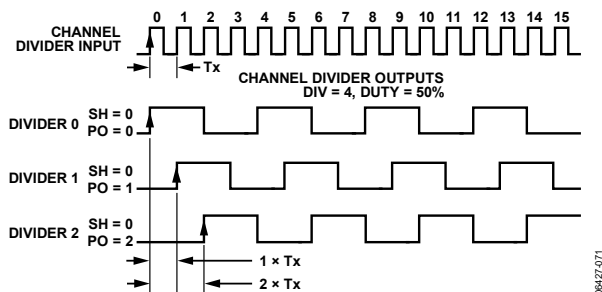 0 1 2 3 4 5 6 7 8 9 10 11 12 13 14 15
CHANNEL
DIVIDER INPUT
Tx
CHANNEL DIVIDER OUTPUTS
DIV = 4, DUTY = 50%
DIVIDER 0
SH = 0
PO = 0
DIVIDER 1
SH = 0
PO = 1
DIVIDER 2
SH = 0
PO = 2
1 × Tx
2 × Tx
06427-071